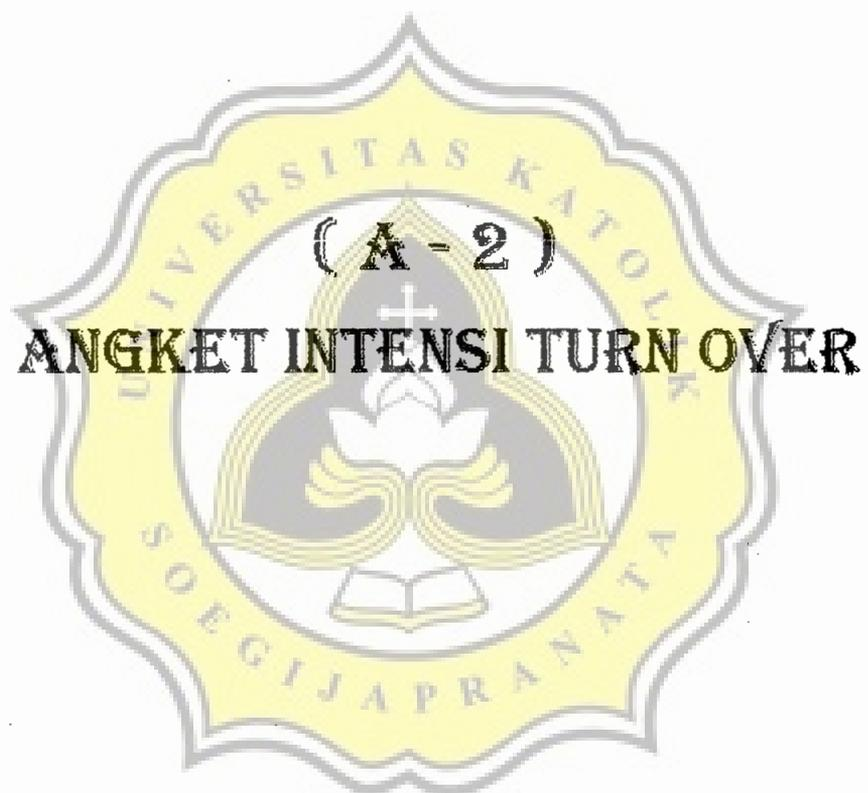 UNIVERSITAS KATOLIK
( A - 2 )
ANGKET INTENSI TURN OVER
SOEGIJAPRANATA